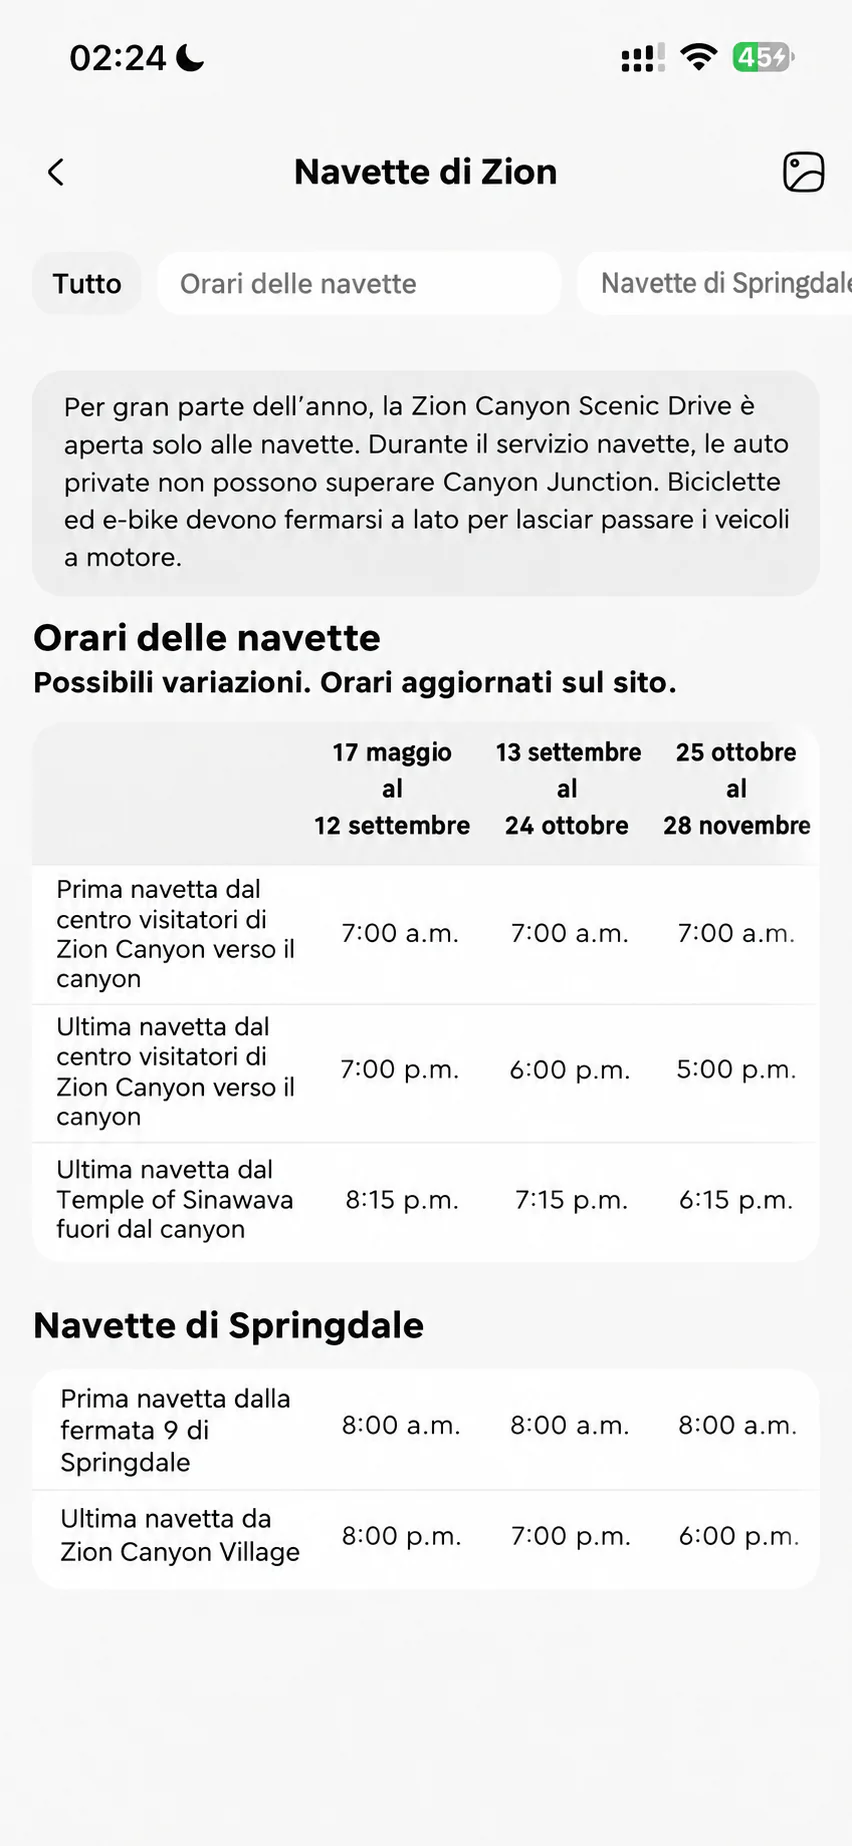 02:24
45
Navette di Zion
Tutto
Orari delle navette
Navette di Springdale
Per gran parte dell'anno, la Zion Canyon Scenic Drive è
aperta solo alle navette. Durante il servizio navette, le auto
private non possono superare Canyon Junction. Biciclette
ed e-bike devono fermarsi a lato per lasciar passare i veicoli
a motore.
Orari delle navette
Possibili variazioni. Orari aggiornati sul sito.
17 maggio
al
12 settembre
13 settembre
al
24 ottobre
25 ottobre
al
28 novembre
Prima navetta dal
centro visitatori di
Zion Canyon verso il
canyon
7:00 a.m.
7:00 a.m.
7:00 a.m.
Ultima navetta dal
centro visitatori di
Zion Canyon verso il
canyon
7:00 p.m.
6:00 p.m.
5:00 p.m.
Ultima navetta dal
Temple of Sinawava
fuori dal canyon
8:15 p.m.
7:15 p.m.
6:15 p.m.
Navette di Springdale
Prima navetta dalla
fermata 9 di
Springdale
8:00 a.m.
8:00 a.m.
8:00 a.m.
Ultima navetta da
Zion Canyon Village
8:00 p.m.
7:00 p.m.
6:00 p.m.